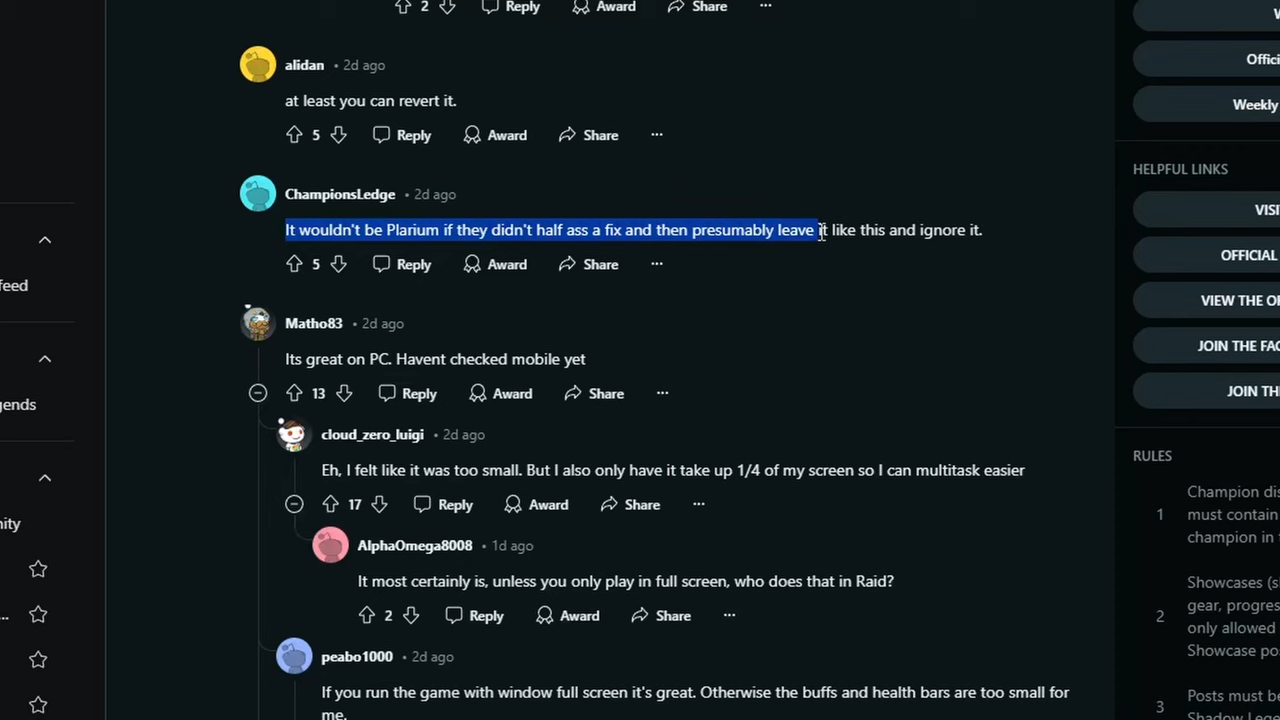 2 Reply Award Share ...
alidan • 2d ago
at least you can revert it.
5 Reply Award Share ...
ChampionsLedge • 2d ago
It wouldn't be Plarium if they didn't half ass a fix and then presumably leave it like this and ignore it.
5 Reply Award Share ...
Matho83 • 2d ago
Its great on PC. Havent checked mobile yet
13 Reply Award Share ...
cloud_zero_luigi • 2d ago
Eh, I felt like it was too small. But I also only have it take up 1/4 of my screen so I can multitask easier
17 Reply Award Share ...
AlphaOmega8008 • 1d ago
It most certainly is, unless you only play in full screen, who does that in Raid?
2 Reply Award Share ...
peabo1000 • 2d ago
If you run the game with window full screen it's great. Otherwise the buffs and health bars are too small for
me.
feed
gends
nity
...
W
Offici
Weekly
HELPFUL LINKS
VISI
OFFICIAL
VIEW THE O
JOIN THE FAC
JOIN TH
RULES
1
Champion dis
must contain
champion in t
2
Showcases (s
gear, progres
only allowed
Showcase po
3
Posts must be
Shadow Leg